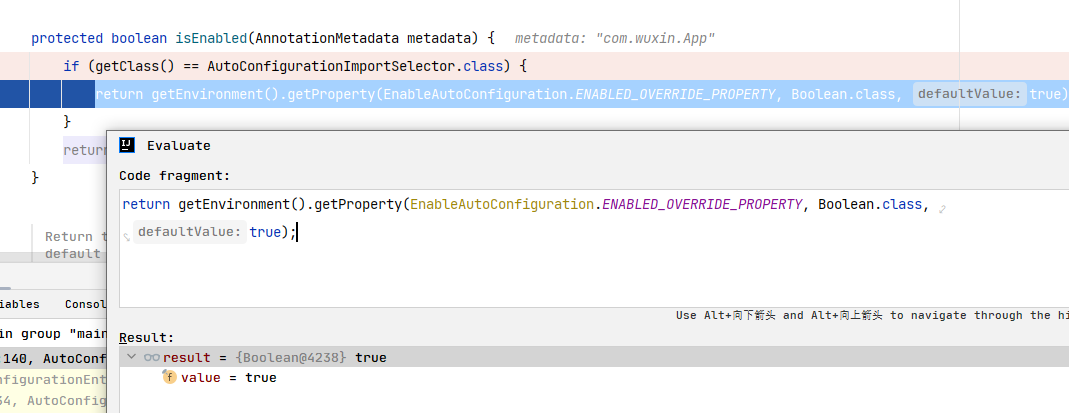 protected boolean isEnabled(AnnotationMetadata metadata) { metadata: "com.wuxin.App"
if (getClass() == AutoConfigurationImportSelector.class) {
return getEnvironment().getProperty(EnableAutoConfiguration.ENABLED_OVERRIDE_PROPERTY, Boolean.class, defaultValue: true)
}
return
}
Evaluate
Code fragment:
return getEnvironment().getProperty(EnableAutoConfiguration.ENABLED_OVERRIDE_PROPERTY, Boolean.class,
defaultValue: true);
Return t
default
Use Alt+向下箭头 and Alt+向上箭头 to navigate through the hi
iables Consol
in group "main
:140, AutoConf
nfigurationEnt
64, AutoConfig
Result:
result = {Boolean@4238} true
value = true